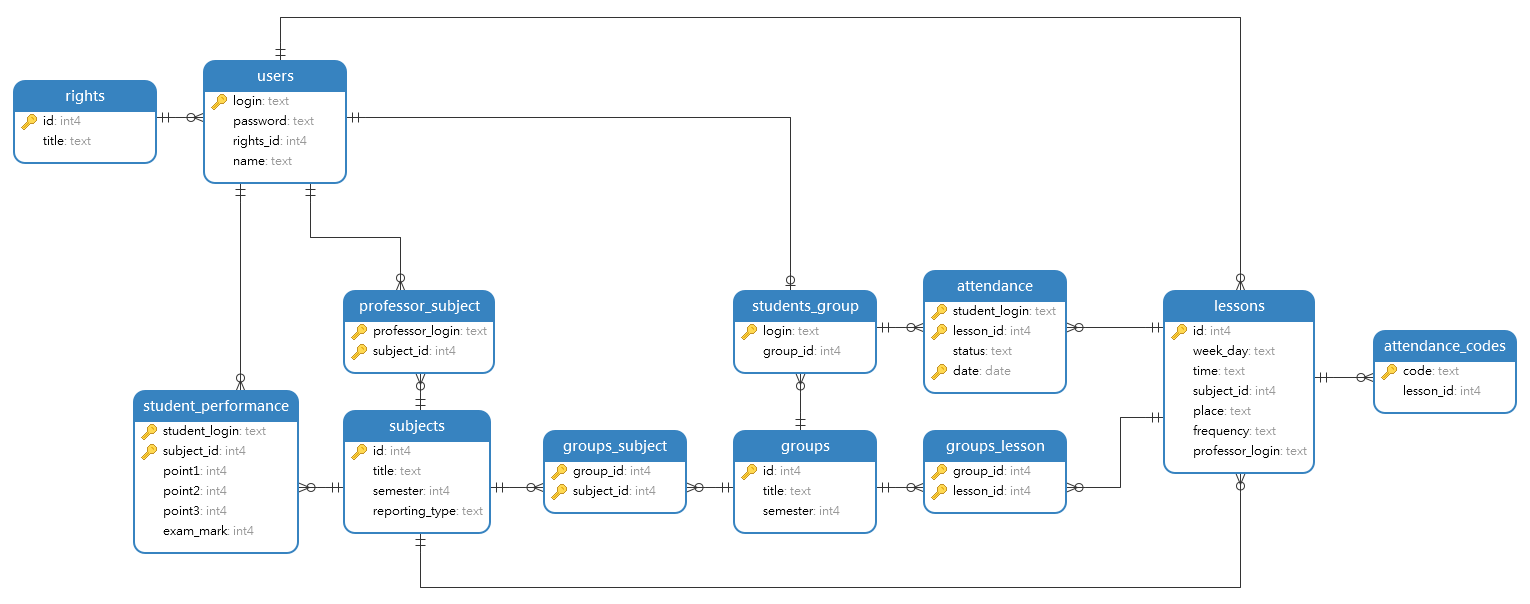 rights
id: int4
title: text
users
login: text
password: text
rights_id: int4
name: text
professor_subject
professor_login: text
subject_id: int4
students_group
login: text
group_id: int4
attendance
student_login: text
lesson_id: int4
status: text
date: date
lessons
id: int4
week_day: text
time: text
subject_id: int4
place: text
frequency: text
professor_login: text
attendance_codes
code: text
lesson_id: int4
student_performance
student_login: text
subject_id: int4
point1: int4
point2: int4
point3: int4
exam_mark: int4
subjects
id: int4
title: text
semester: int4
reporting_type: text
groups_subject
group_id: int4
subject_id: int4
groups
id: int4
title: text
semester: int4
groups_lesson
group_id: int4
lesson_id: int4